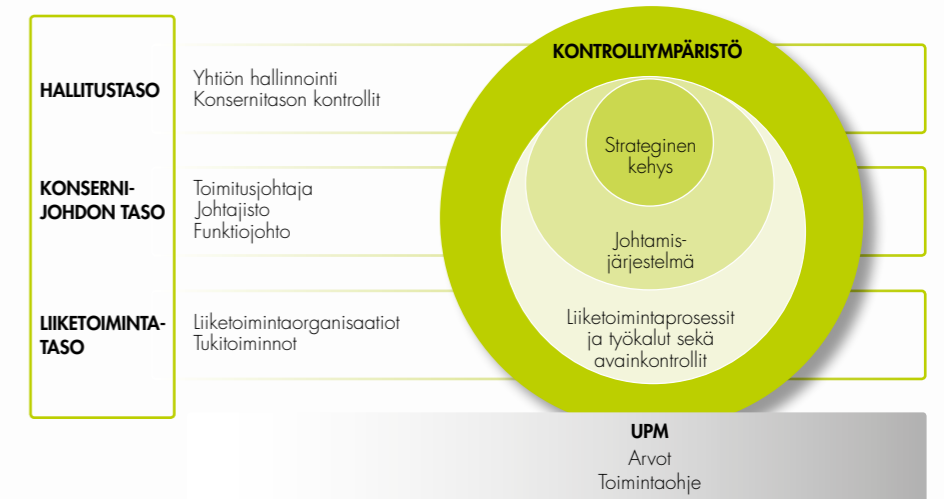 KONTROLLIYMPÄRISTÖ
HALLITUSTASO
Yhtiön hallinnointi
Konsernitason kontrollit
Strateginen
kehys
KONSERNI-
JOHDON TASO
Toimitusjohtaja
Johtajisto
Funktiojohto
Johtamis-
järjestelmä
LIIKETOIMINTA-
TASO
Liiketoimintaorganisaatiot
Tukitoiminnot
Liiketoimintaprosessit
ja työkalut sekä
avainkontrollit
UPM
Arvot
Toimintaohje